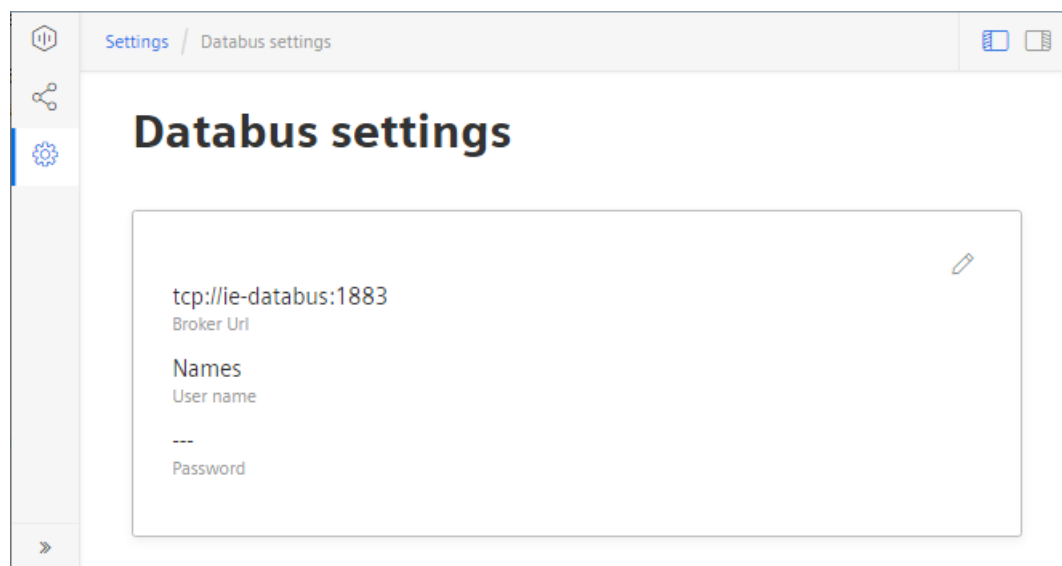 Settings / Databus settings
Databus settings
tcp://ie-databus:1883
Broker Url
Names
User name
---
Password